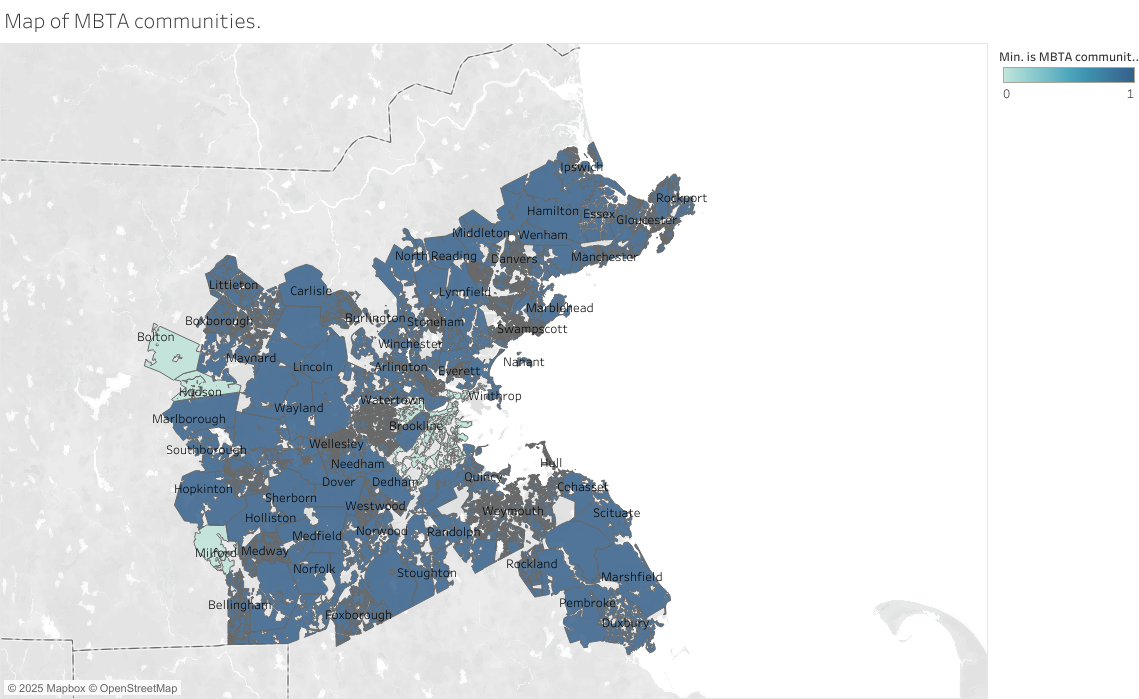 Map of MBTA communities.
Min. is MBTA communit..
0 1
Ipswich
Rockport
Hamilton
Essex
Gloucester
Middleton
Wenham
North Reading
Danvers
Manchester
Littleton
Carlisle
Lynnfield
Marblehead
Boxborough
Burlington
Stoneham
Swampscott
Bolton
Winchester
Maynard
Lincoln
Arlington
Everett
Nahant
Hudson
Watertown
Winthrop
Wayland
Marlborough
Brookline
Southborough
Wellesley
Needham
Hull
Hopkinton
Dover
Dedham
Quincy
Cohasset
Sherborn
Westwood
Weymouth
Scituate
Holliston
Medfield
Norwood
Randolph
Milford
Medway
Norfolk
Stoughton
Rockland
Marshfield
Bellingham
Foxborough
Pembroke
Duxbury
© 2025 Mapbox © OpenStreetMap